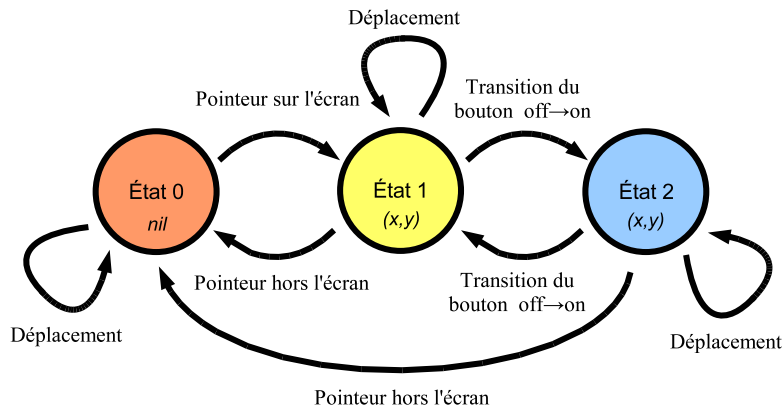 Déplacement
Transition du
bouton off→on
Pointeur sur l'écran
État 0
nil
État 1
(x,y)
État 2
(x,y)
Pointeur hors l'écran
Transition du
bouton off→on
Déplacement
Déplacement
Pointeur hors l'écran